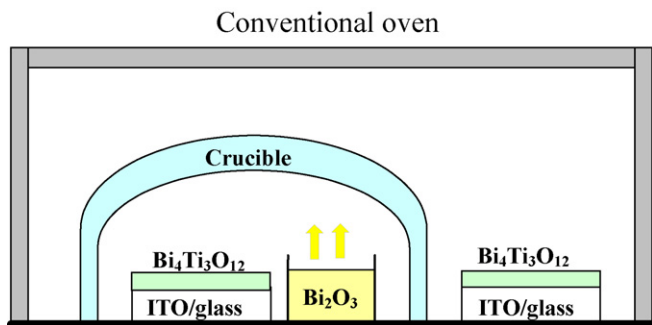 Conventional oven
Crucible
Bi₄Ti₃O₁₂
ITO/glass
Bi₂O₃
Bi₄Ti₃O₁₂
ITO/glass